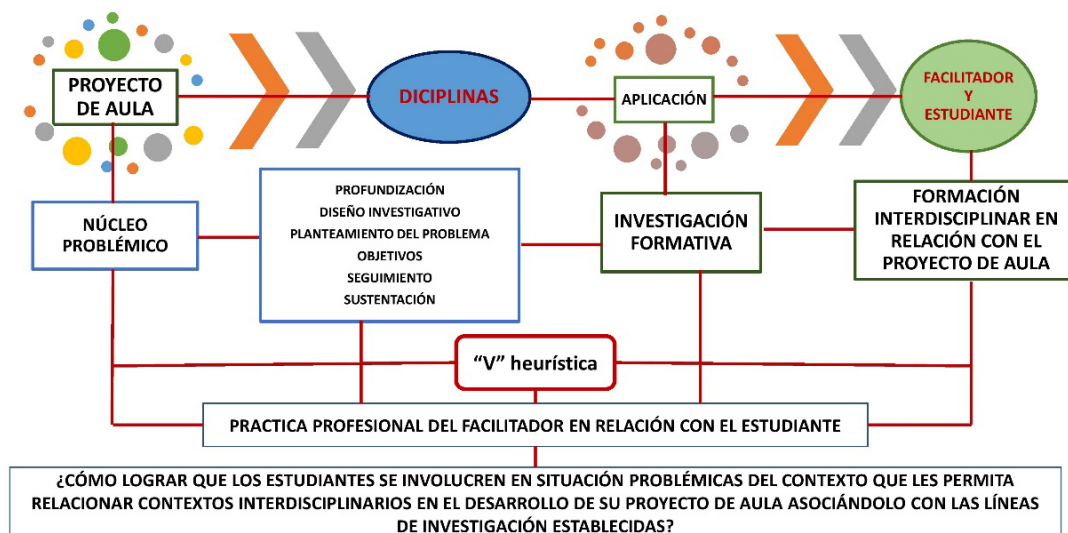 PROYECTO
DE AULA
DICIPLINAS
APLICACIÓN
FACILITADOR
Y
ESTUDIANTE
NÚCLEO
PROBLÉMICO
PROFUNDIZACIÓN
DISEÑO INVESTIGATIVO
PLANTEAMIENTO DEL PROBLEMA
OBJETIVOS
SEGUIMIENTO
SUSTENTACIÓN
INVESTIGACIÓN
FORMATIVA
FORMACIÓN
INTERDISCIPLINAR EN
RELACIÓN CON EL
PROYECTO DE AULA
“V” heurística
PRACTICA PROFESIONAL DEL FACILITADOR EN RELACIÓN CON EL ESTUDIANTE
¿CÓMO LOGRAR QUE LOS ESTUDIANTES SE INVOLUCREN EN SITUACIÓN PROBLÉMICAS DEL CONTEXTO QUE LES PERMITA
RELACIONAR CONTEXTOS INTERDISCIPLINARIOS EN EL DESARROLLO DE SU PROYECTO DE AULA ASOCIÁNDOLO CON LAS LÍNEAS
DE INVESTIGACIÓN ESTABLECIDAS?